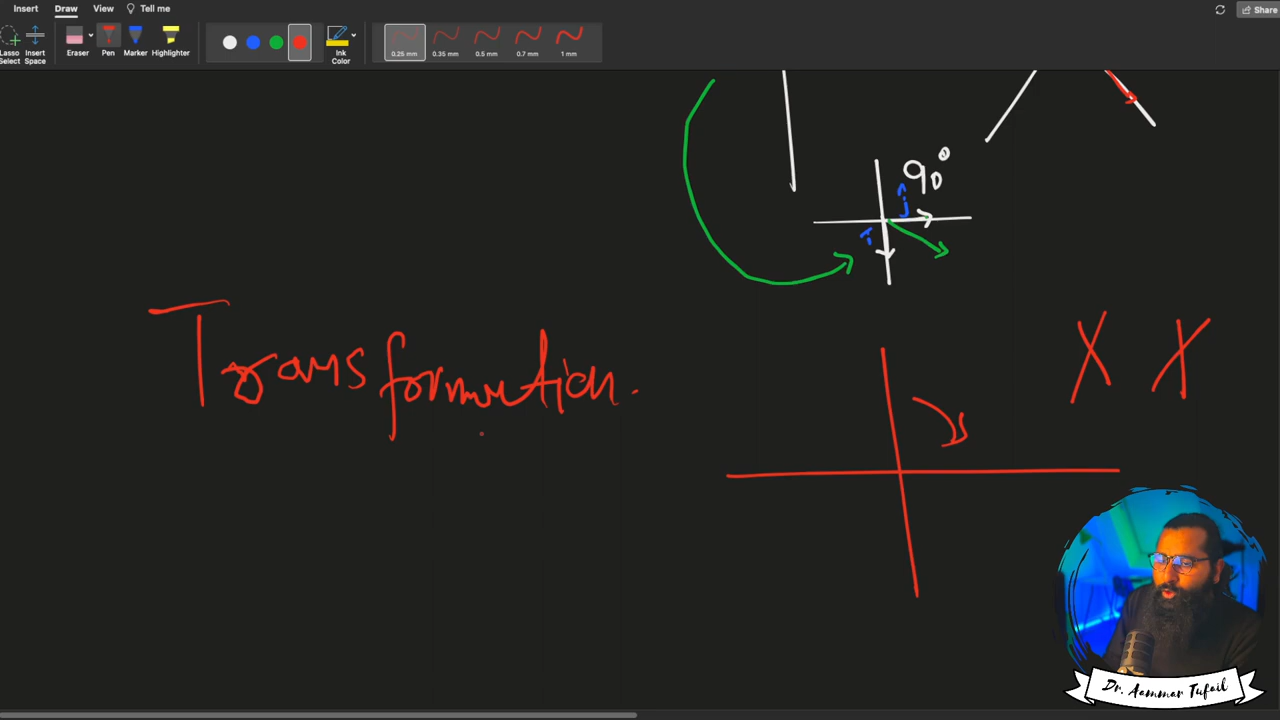 Insert Draw View Tell me Share
Lasso Select
Insert Space
Eraser Pen Marker Highlighter
Ink Color
0.25 mm 0.35 mm 0.5 mm 0.7 mm 1 mm
90°
ĵ
î
Transformation.
X X
Dr. Aammar Tufail